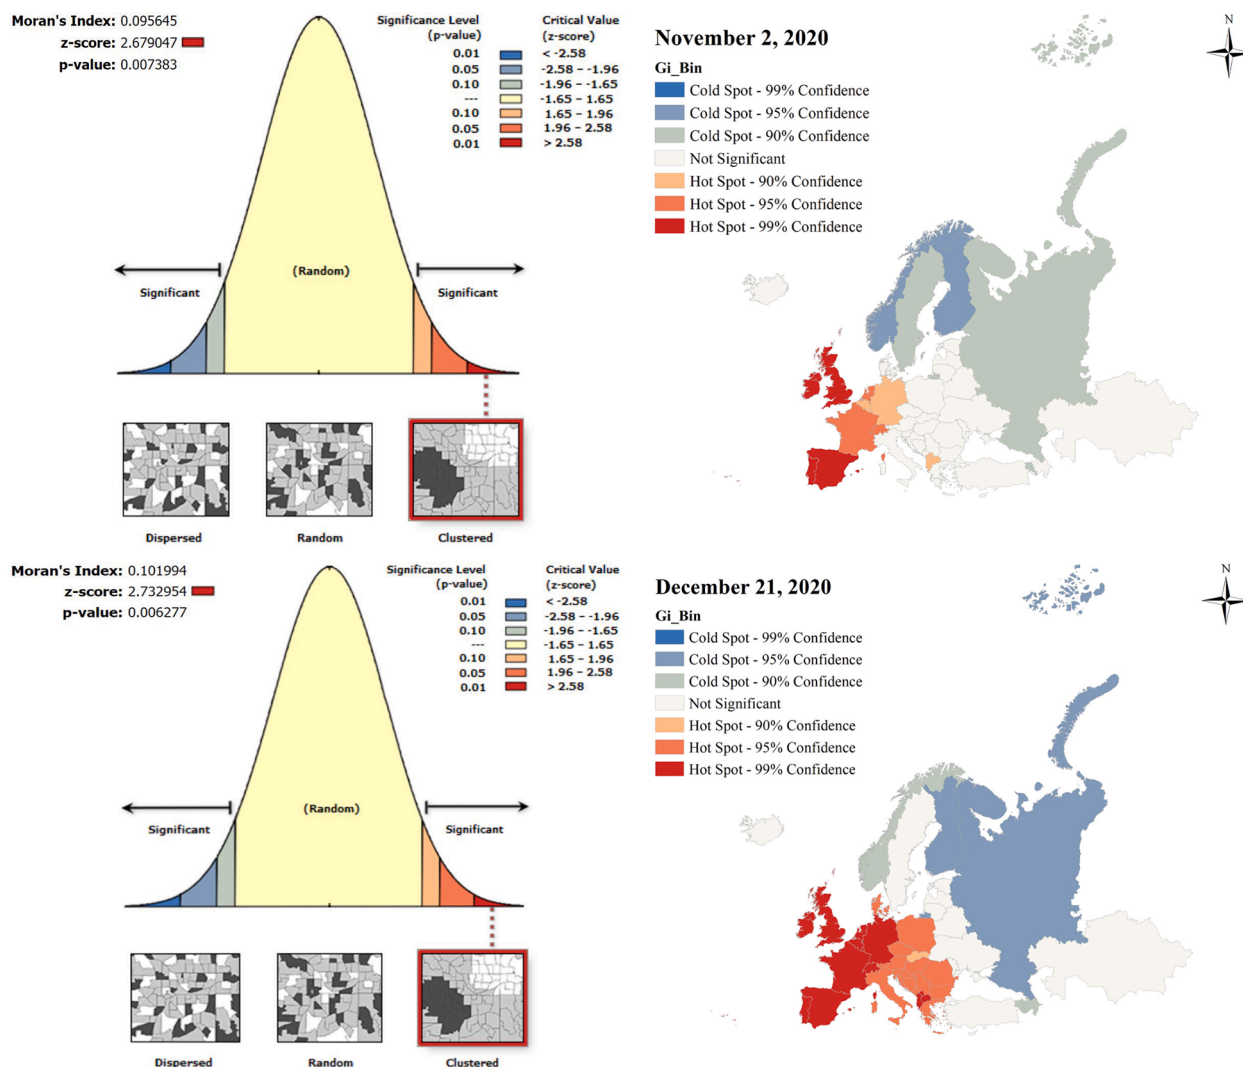 Moran's Index: 0.095645
z-score: 2.679047
p-value: 0.007383
Significance Level
(p-value)
Critical Value
(z-score)
0.01 < -2.58
0.05 -2.58 – -1.96
0.10 -1.96 – -1.65
--- -1.65 – 1.65
0.10 1.65 – 1.96
0.05 1.96 – 2.58
0.01 > 2.58
(Random)
Significant
Significant
Dispersed
Random
Clustered
November 2, 2020
Gi_Bin
Cold Spot - 99% Confidence
Cold Spot - 95% Confidence
Cold Spot - 90% Confidence
Not Significant
Hot Spot - 90% Confidence
Hot Spot - 95% Confidence
Hot Spot - 99% Confidence
N
Moran's Index: 0.101994
z-score: 2.732954
p-value: 0.006277
Significance Level
(p-value)
Critical Value
(z-score)
0.01 < -2.58
0.05 -2.58 – -1.96
0.10 -1.96 – -1.65
--- -1.65 – 1.65
0.10 1.65 – 1.96
0.05 1.96 – 2.58
0.01 > 2.58
(Random)
Significant
Significant
Dispersed
Random
Clustered
December 21, 2020
Gi_Bin
Cold Spot - 99% Confidence
Cold Spot - 95% Confidence
Cold Spot - 90% Confidence
Not Significant
Hot Spot - 90% Confidence
Hot Spot - 95% Confidence
Hot Spot - 99% Confidence
N